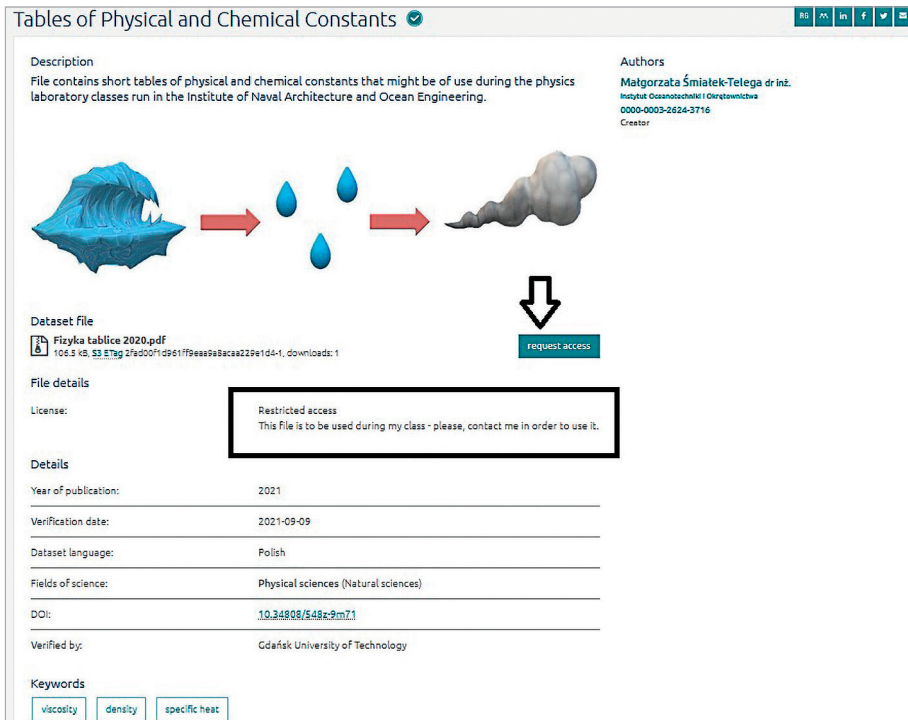 Tables of Physical and Chemical Constants
RG in f
Description
File contains short tables of physical and chemical constants that might be of use during the physics
laboratory classes run in the Institute of Naval Architecture and Ocean Engineering.
Authors
Małgorzata Śmiałek-Telega dr inż.
Instytut Oceanotechniki i Okrętownictwa
0000-0003-2624-3716
Creator
Dataset file
Fizyka tablice 2020.pdf
106.5 kB, S3 ETag 2fad00f1d961ff9eaa9a8acaa229e1d4-1, downloads: 1
request access
File details
License:
Restricted access
This file is to be used during my class - please, contact me in order to use it.
Details
Year of publication: 2021
Verification date: 2021-09-09
Dataset language: Polish
Fields of science: Physical sciences (Natural sciences)
DOI: 10.34808/548z-9m71
Verified by: Gdańsk University of Technology
Keywords
viscosity density specific heat